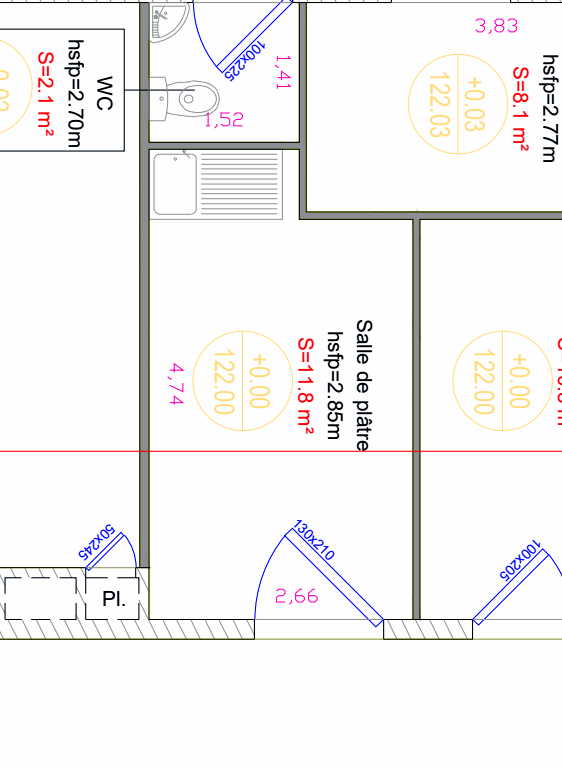 3,83
hsfp=2.77m
S=8.1 m²
+0.03
122.03
100x225
1,41
1,52
WC
hsfp=2.70m
S=2.1 m²
Salle de plâtre
hsfp=2.85m
S=11.8 m²
+0.00
122.00
4,74
+0.00
122.00
50x245
Pl.
130x210
2,66
100x205